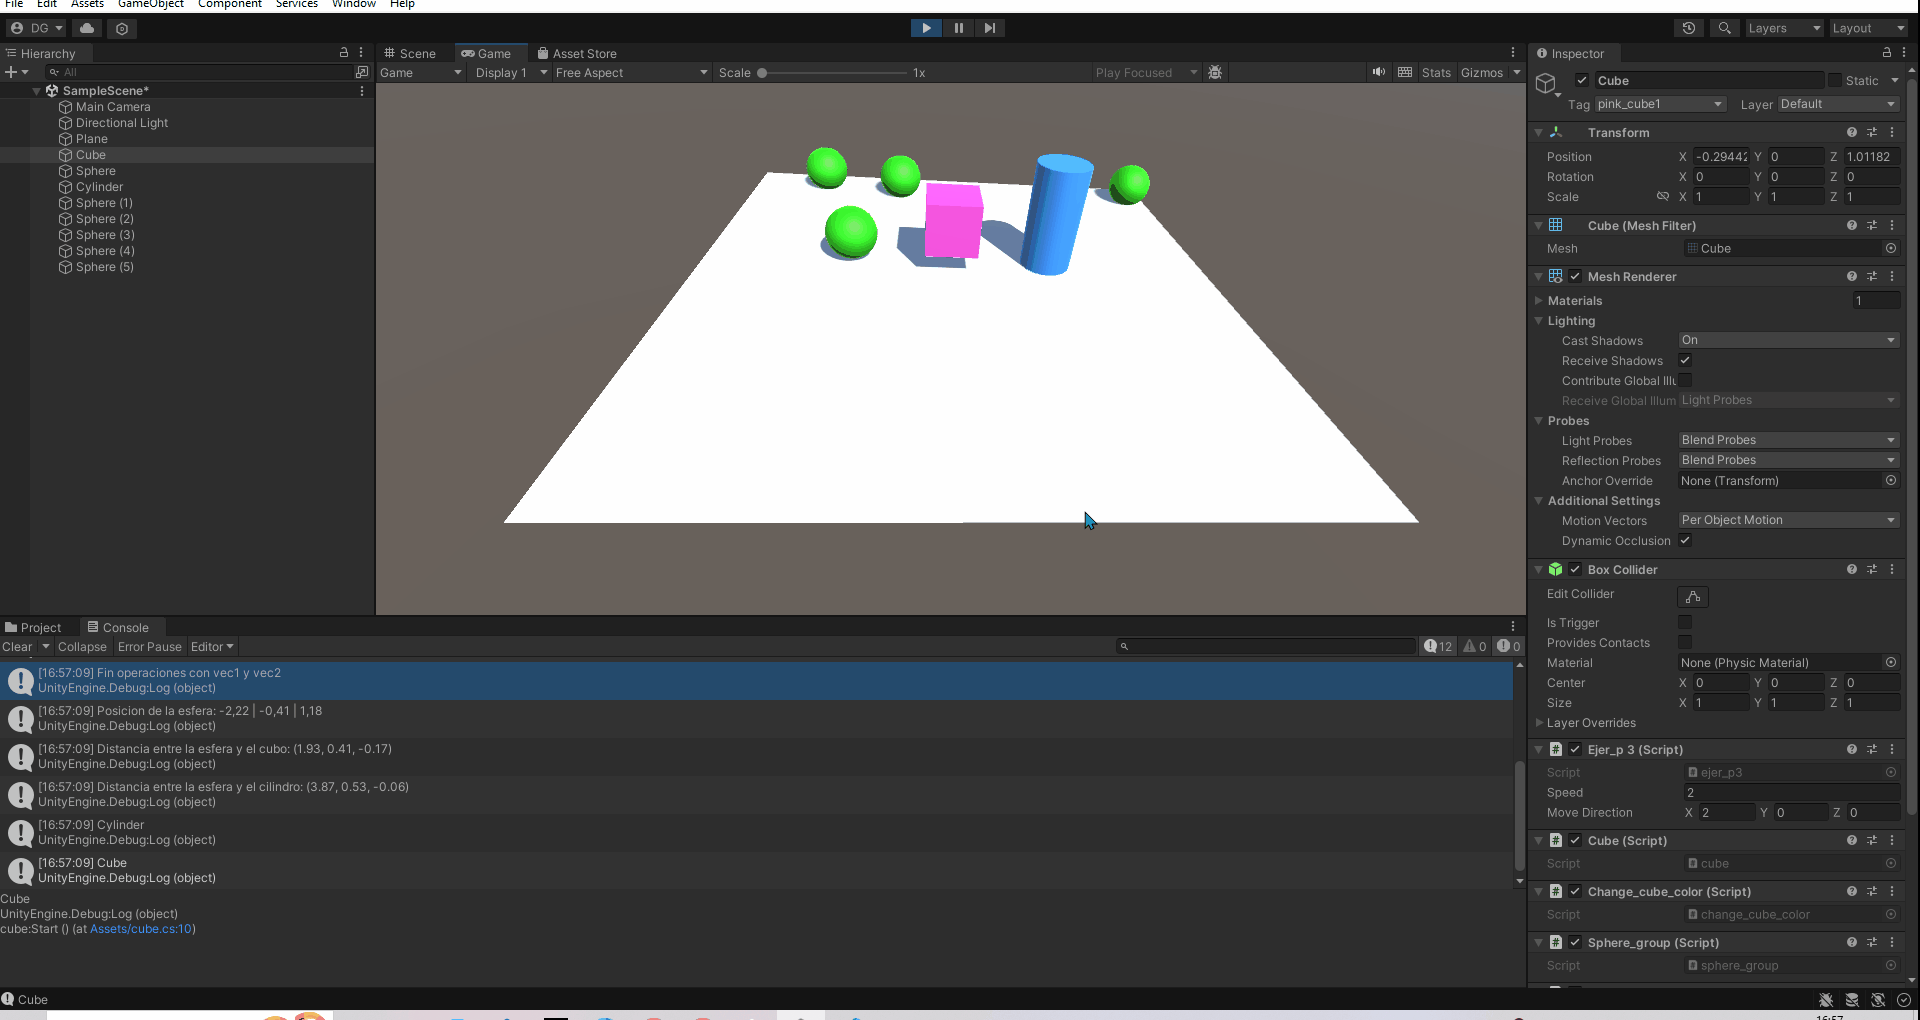 File Edit Assets GameObject Component Services Window Help
DG Layers Layout
Hierarchy
All
SampleScene*
Main Camera
Directional Light
Plane
Cube
Sphere
Cylinder
Sphere (1)
Sphere (2)
Sphere (3)
Sphere (4)
Sphere (5)
Scene Game Asset Store
Game Display 1 Free Aspect Scale 1x Play Focused Stats Gizmos
Project Console
Clear Collapse Error Pause Editor 12 0 0
[16:57:09] Fin operaciones con vec1 y vec2
UnityEngine.Debug:Log (object)
[16:57:09] Posicion de la esfera: -2,22 | -0,41 | 1,18
UnityEngine.Debug:Log (object)
[16:57:09] Distancia entre la esfera y el cubo: (1.93, 0.41, -0.17)
UnityEngine.Debug:Log (object)
[16:57:09] Distancia entre la esfera y el cilindro: (3.87, 0.53, -0.06)
UnityEngine.Debug:Log (object)
[16:57:09] Cylinder
UnityEngine.Debug:Log (object)
[16:57:09] Cube
UnityEngine.Debug:Log (object)
Cube
UnityEngine.Debug:Log (object)
cube:Start () (at Assets/cube.cs:10)
Cube
Inspector
Cube Static
Tag pink_cube1 Layer Default
Transform
Position X -0.29442 Y 0 Z 1.01182
Rotation X 0 Y 0 Z 0
Scale X 1 Y 1 Z 1
Cube (Mesh Filter)
Mesh Cube
Mesh Renderer
Materials 1
Lighting
Cast Shadows On
Receive Shadows
Contribute Global Illu
Receive Global Illum Light Probes
Probes
Light Probes Blend Probes
Reflection Probes Blend Probes
Anchor Override None (Transform)
Additional Settings
Motion Vectors Per Object Motion
Dynamic Occlusion
Box Collider
Edit Collider
Is Trigger
Provides Contacts
Material None (Physic Material)
Center X 0 Y 0 Z 0
Size X 1 Y 1 Z 1
Layer Overrides
Ejer_p 3 (Script)
Script ejer_p3
Speed 2
Move Direction X 2 Y 0 Z 0
Cube (Script)
Script cube
Change_cube_color (Script)
Script change_cube_color
Sphere_group (Script)
Script sphere_group
16:57